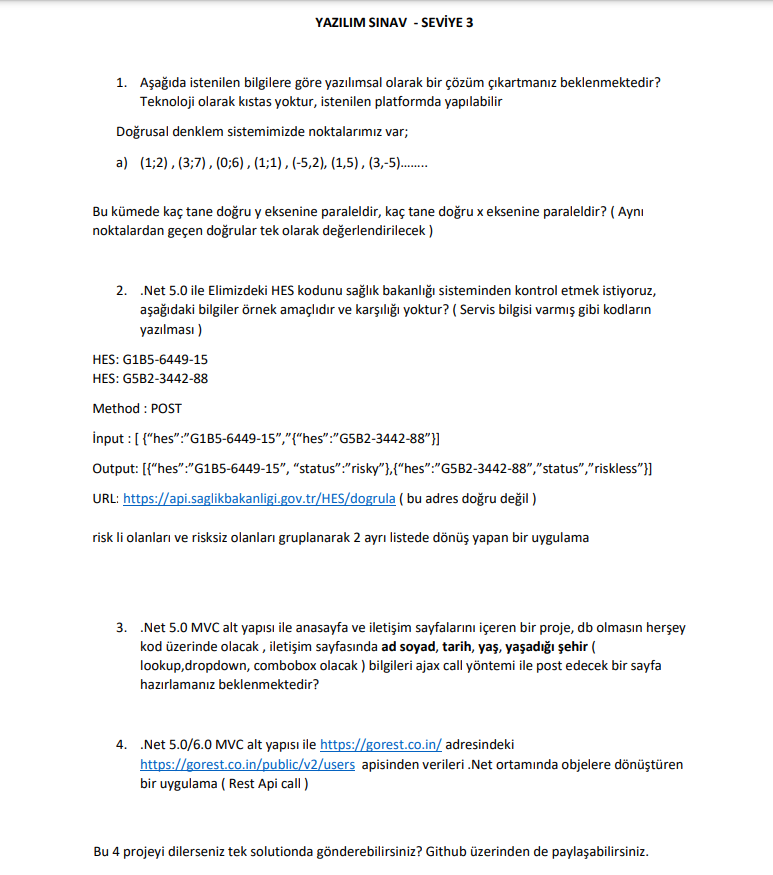 YAZILIM SINAV - SEVİYE 3
1. Aşağıda istenilen bilgilere göre yazılımsal olarak bir çözüm çıkartmanız beklenmektedir?
Teknoloji olarak kıstas yoktur, istenilen platformda yapılabilir
Doğrusal denklem sistemimizde noktalarımız var;
a) (1;2) , (3;7) , (0;6) , (1;1) , (-5,2), (1,5) , (3,-5)........
Bu kümede kaç tane doğru y eksenine paraleldir, kaç tane doğru x eksenine paraleldir? ( Aynı
noktalardan geçen doğrular tek olarak değerlendirilecek )
2. .Net 5.0 ile Elimizdeki HES kodunu sağlık bakanlığı sisteminden kontrol etmek istiyoruz,
aşağıdaki bilgiler örnek amaçlıdır ve karşılığı yoktur? ( Servis bilgisi varmış gibi kodların
yazılması )
HES: G1B5-6449-15
HES: G5B2-3442-88
Method : POST
İnput : [ {“hes”:”G1B5-6449-15”,”{“hes”:”G5B2-3442-88”}]
Output: [{“hes”:”G1B5-6449-15”, “status”:”risky”},{“hes”:”G5B2-3442-88”,”status”,”riskless”}]
URL: https://api.saglikbakanligi.gov.tr/HES/dogrula ( bu adres doğru değil )
risk li olanları ve risksiz olanları gruplanarak 2 ayrı listede dönüş yapan bir uygulama
3. .Net 5.0 MVC alt yapısı ile anasayfa ve iletişim sayfalarını içeren bir proje, db olmasın herşey
kod üzerinde olacak , iletişim sayfasında ad soyad, tarih, yaş, yaşadığı şehir (
lookup,dropdown, combobox olacak ) bilgileri ajax call yöntemi ile post edecek bir sayfa
hazırlamanız beklenmektedir?
4. .Net 5.0/6.0 MVC alt yapısı ile https://gorest.co.in/ adresindeki
https://gorest.co.in/public/v2/users apisinden verileri .Net ortamında objelere dönüştüren
bir uygulama ( Rest Api call )
Bu 4 projeyi dilerseniz tek solutionda gönderebilirsiniz? Github üzerinden de paylaşabilirsiniz.